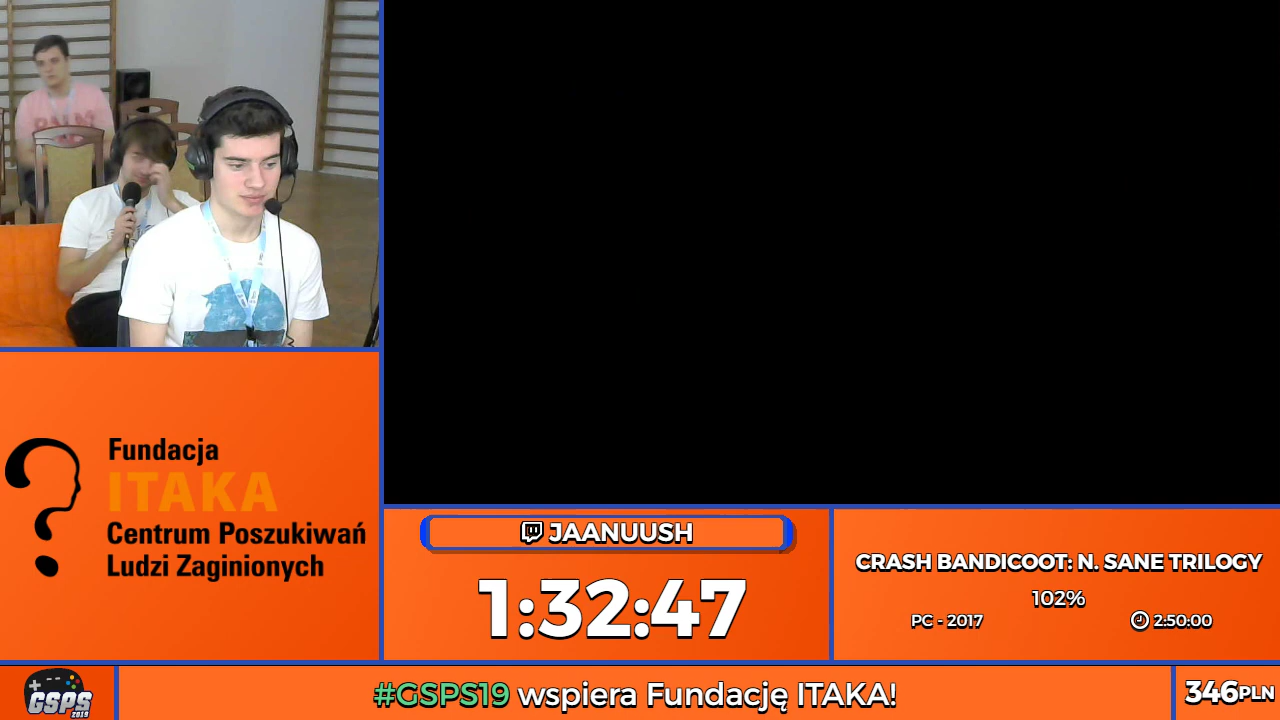 Fundacja
ITAKA
Centrum Poszukiwań
Ludzi Zaginionych
JAANUUSH
1:32:47
CRASH BANDICOOT: N. SANE TRILOGY
102%
PC - 2017
2:50:00
GSPS
2019
#GSPS19 wspiera Fundację ITAKA!
346PLN